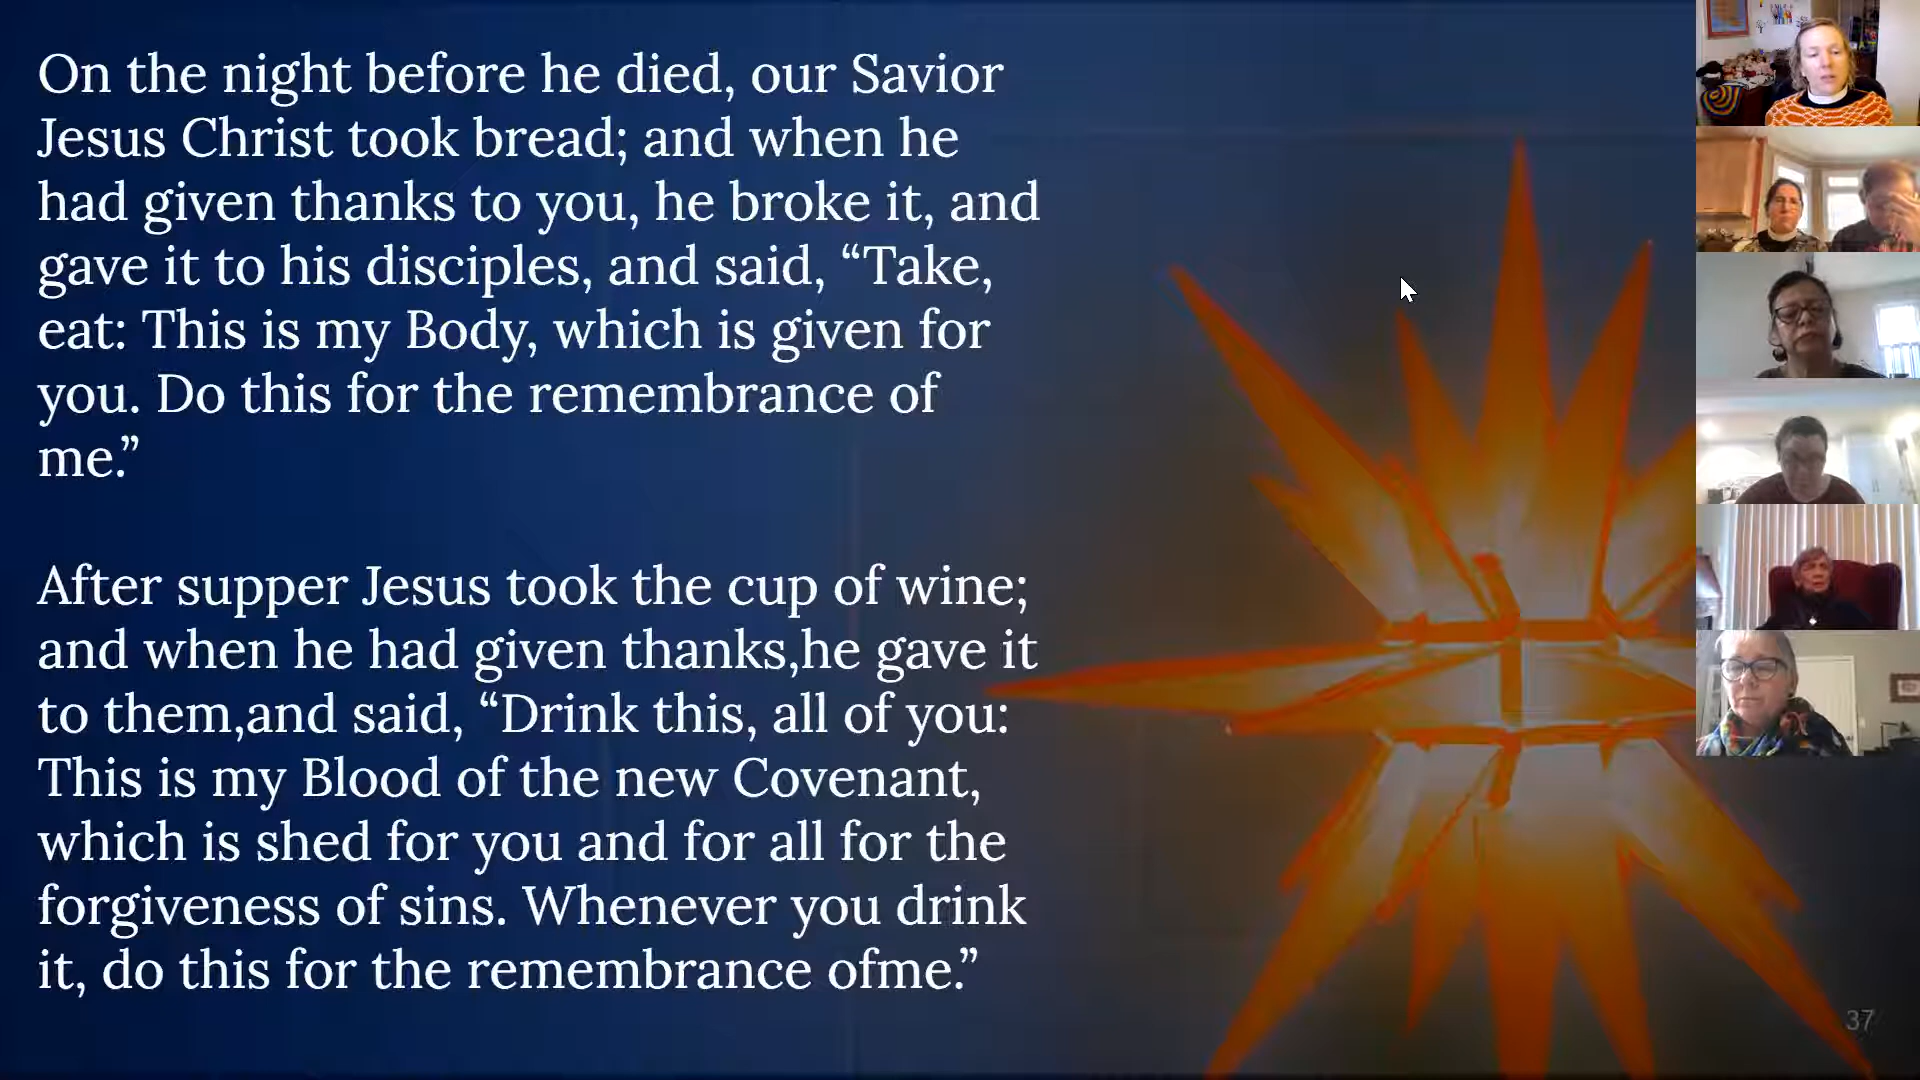 On the night before he died, our Savior
Jesus Christ took bread; and when he
had given thanks to you, he broke it, and
gave it to his disciples, and said, “Take,
eat: This is my Body, which is given for
you. Do this for the remembrance of
me.”
After supper Jesus took the cup of wine;
and when he had given thanks,he gave it
to them,and said, “Drink this, all of you:
This is my Blood of the new Covenant,
which is shed for you and for all for the
forgiveness of sins. Whenever you drink
it, do this for the remembrance ofme.”
37